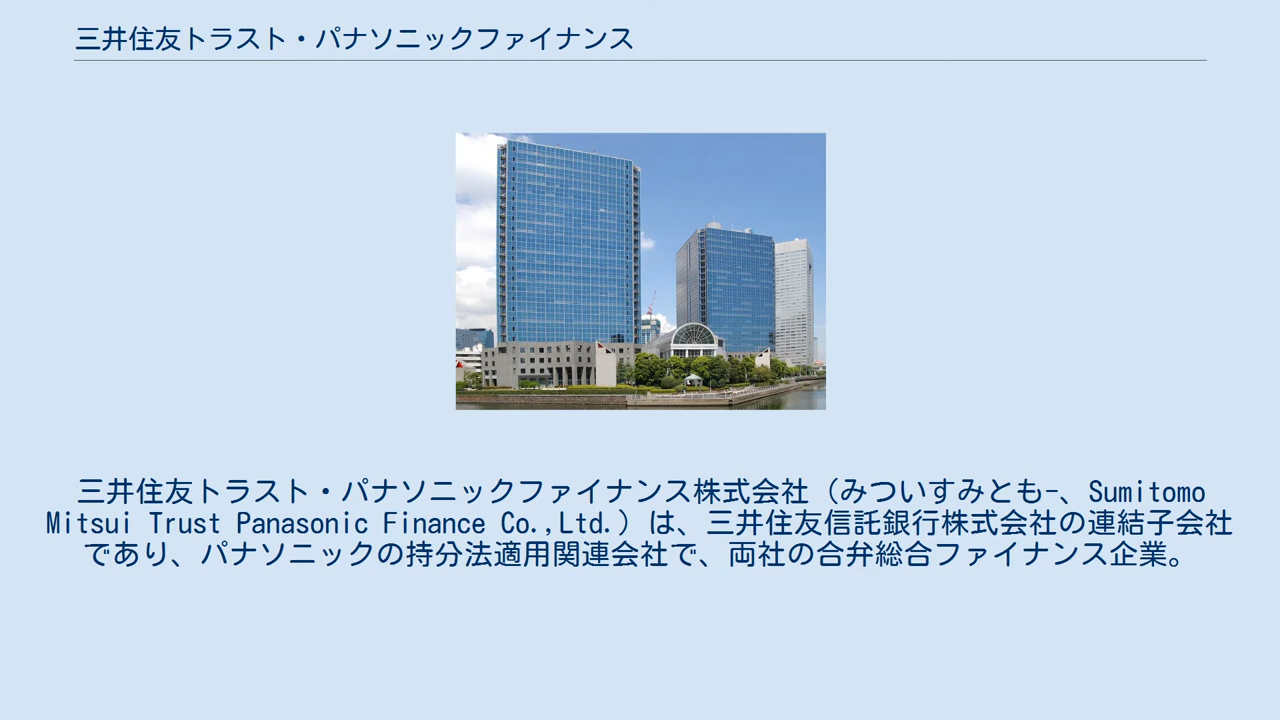 三井住友トラスト・パナソニックファイナンス
三井住友トラスト・パナソニックファイナンス株式会社（みついすみとも-、Sumitomo
Mitsui Trust Panasonic Finance Co.,Ltd.）は、三井住友信託銀行株式会社の連結子会社
であり、パナソニックの持分法適用関連会社で、両社の合弁総合ファイナンス企業。